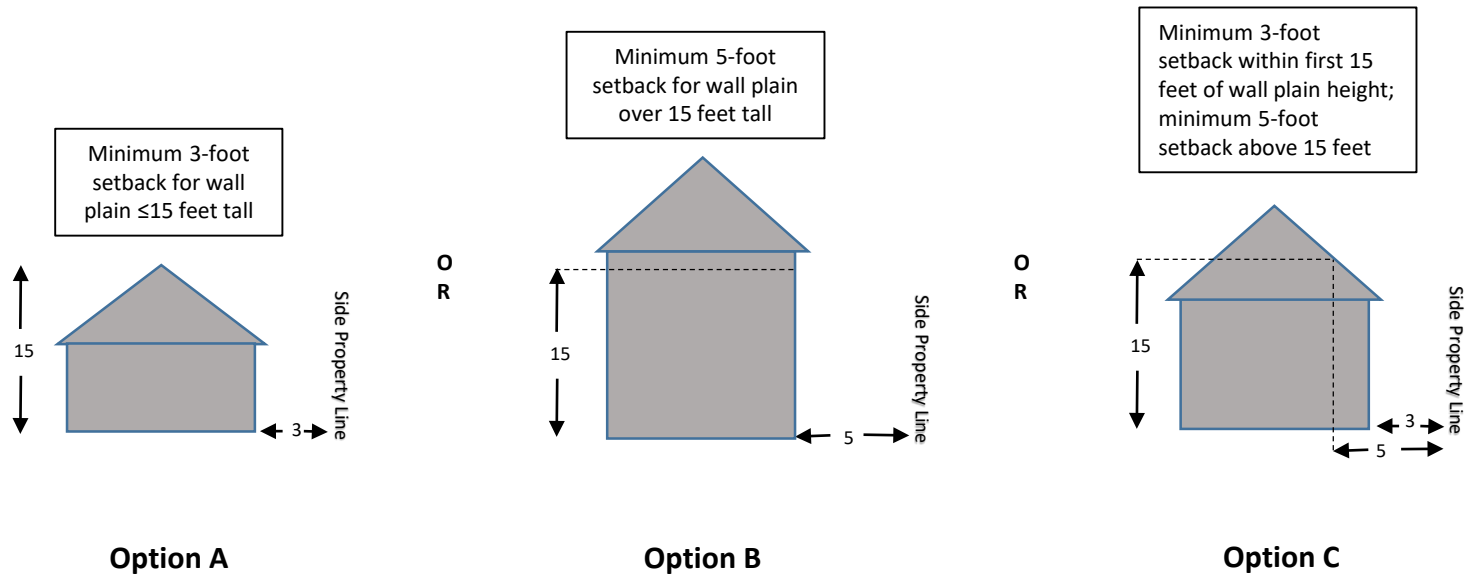 Minimum 3-foot
setback for wall
plain ≤15 feet tall
15
3
Side Property Line
Option A
O
R
Minimum 5-foot
setback for wall plain
over 15 feet tall
15
5
Side Property Line
Option B
O
R
Minimum 3-foot
setback within first 15
feet of wall plain height;
minimum 5-foot
setback above 15 feet
15
3
5
Side Property Line
Option C